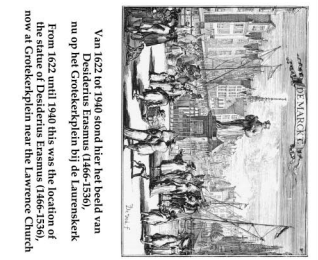 DE MARCKT.
Van 1622 tot 1940 stond hier het beeld van
Desiderius Erasmus (1466-1536),
nu op het Grotekerkplein bij de Laurenskerk
From 1622 until 1940 this was the location of
the statue of Desiderius Erasmus (1466-1536),
now at Grotekerkplein near the Lawrence Church